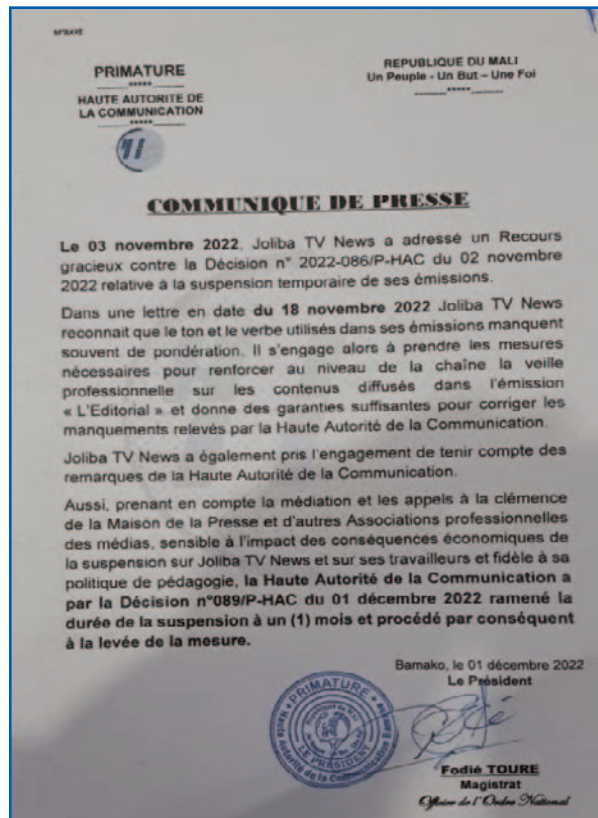 M'BAYE
PRIMATURE
HAUTE AUTORITE DE
LA COMMUNICATION
REPUBLIQUE DU MALI
Un Peuple - Un But – Une Foi
COMMUNIQUE DE PRESSE
Le 03 novembre 2022, Joliba TV News a adressé un Recours
gracieux contre la Décision n° 2022-086/P-HAC du 02 novembre
2022 relative à la suspension temporaire de ses émissions.
Dans une lettre en date du 18 novembre 2022 Joliba TV News
reconnait que le ton et le verbe utilisés dans ses émissions manquent
souvent de pondération. Il s'engage alors à prendre les mesures
nécessaires pour renforcer au niveau de la chaîne la veille
professionnelle sur les contenus diffusés dans l'émission
« L'Editorial » et donne des garanties suffisantes pour corriger les
manquements relevés par la Haute Autorité de la Communication.
Joliba TV News a également pris l'engagement de tenir compte des
remarques de la Haute Autorité de la Communication.
Aussi, prenant en compte la médiation et les appels à la clémence
de la Maison de la Presse et d'autres Associations professionnelles
des médias, sensible à l'impact des conséquences économiques de
la suspension sur Joliba TV News et sur ses travailleurs et fidèle à sa
politique de pédagogie, la Haute Autorité de la Communication a
par la Décision n°089/P-HAC du 01 décembre 2022 ramené la
durée de la suspension à un (1) mois et procédé par conséquent
à la levée de la mesure.
Bamako, le 01 décembre 2022
Le Président
PRIMATURE
Haute Autorité de la Communication
LE PRESIDENT
Fodié TOURE
Magistrat
Officier de l'Ordre National